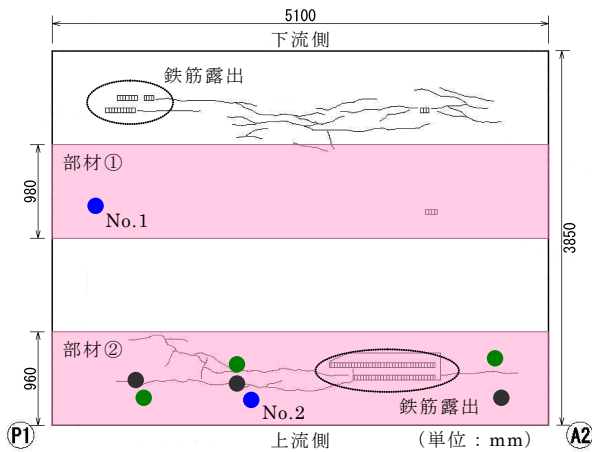 5100
下流側
鉄筋露出
部材①
980
No.1
3850
部材②
960
No.2
鉄筋露出
P1
上流側
(単位：mm)
A2